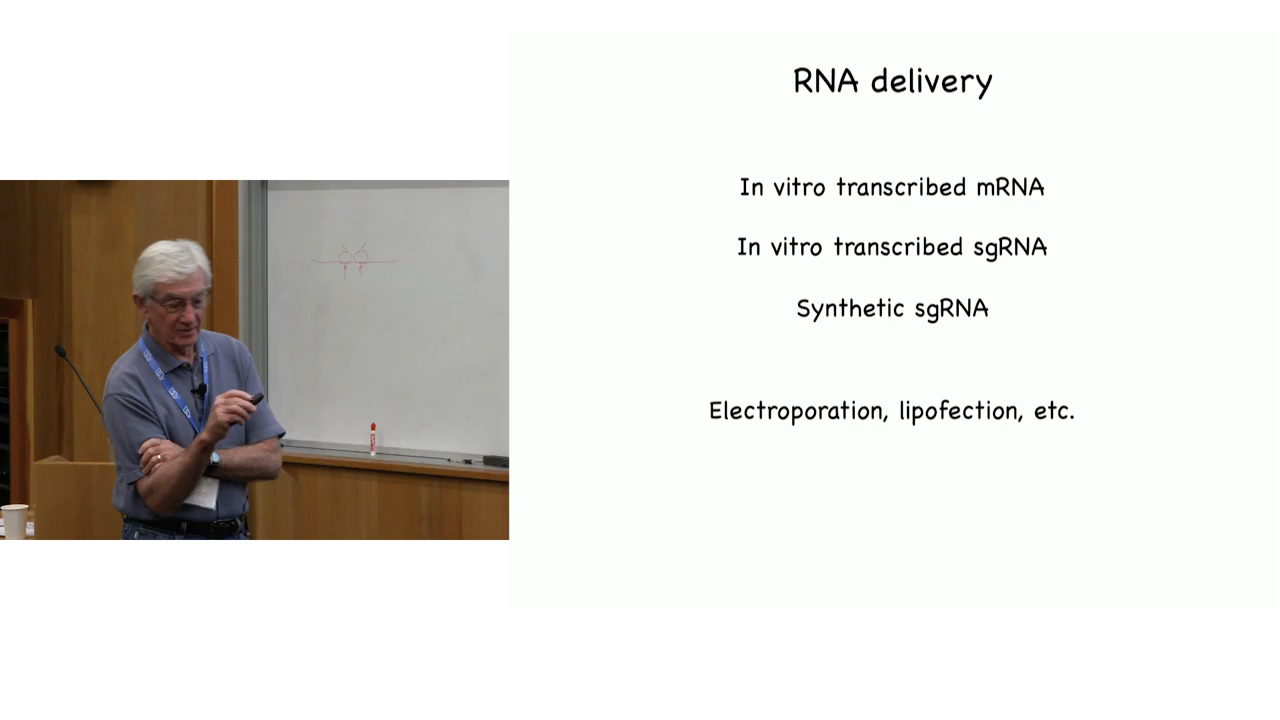 RNA delivery
In vitro transcribed mRNA
In vitro transcribed sgRNA
Synthetic sgRNA
Electroporation, lipofection, etc.